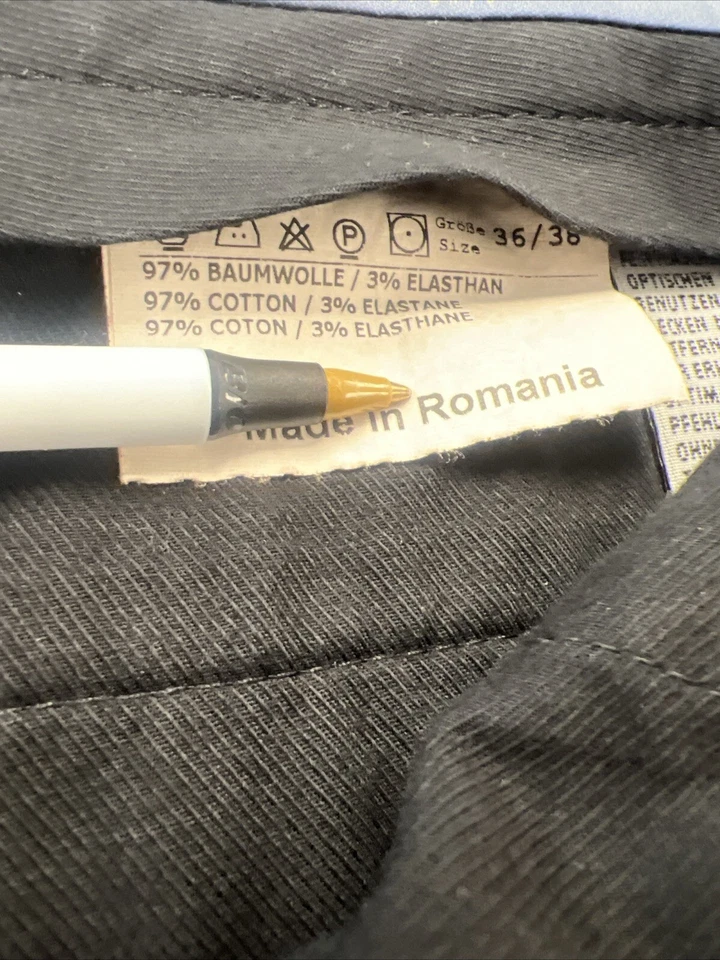 P Größe 36/38
Size
97% BAUMWOLLE / 3% ELASTHAN
97% COTTON / 3% ELASTANE
97% COTON / 3% ELASTHANE
Made in Romania
BIC
OPTISCHEN